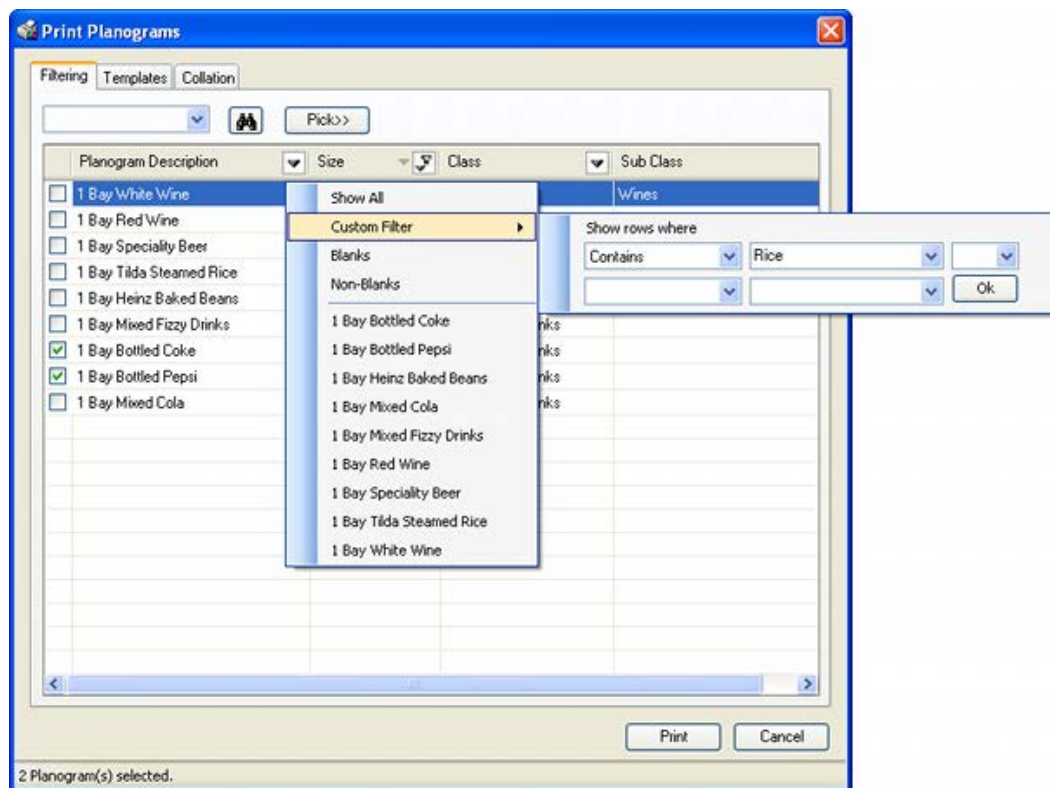 Print Planograms
Filtering Templates Collation
Pick>>
Planogram Description Size Class Sub Class
1 Bay White Wine Wines
1 Bay Red Wine
1 Bay Speciality Beer
1 Bay Tilda Steamed Rice
1 Bay Heinz Baked Beans
1 Bay Mixed Fizzy Drinks nks
1 Bay Bottled Coke nks
1 Bay Bottled Pepsi nks
1 Bay Mixed Cola nks
Show All
Custom Filter
Blanks
Non-Blanks
1 Bay Bottled Coke
1 Bay Bottled Pepsi
1 Bay Heinz Baked Beans
1 Bay Mixed Cola
1 Bay Mixed Fizzy Drinks
1 Bay Red Wine
1 Bay Speciality Beer
1 Bay Tilda Steamed Rice
1 Bay White Wine
Show rows where
Contains Rice
Ok
Print Cancel
2 Planogram(s) selected.